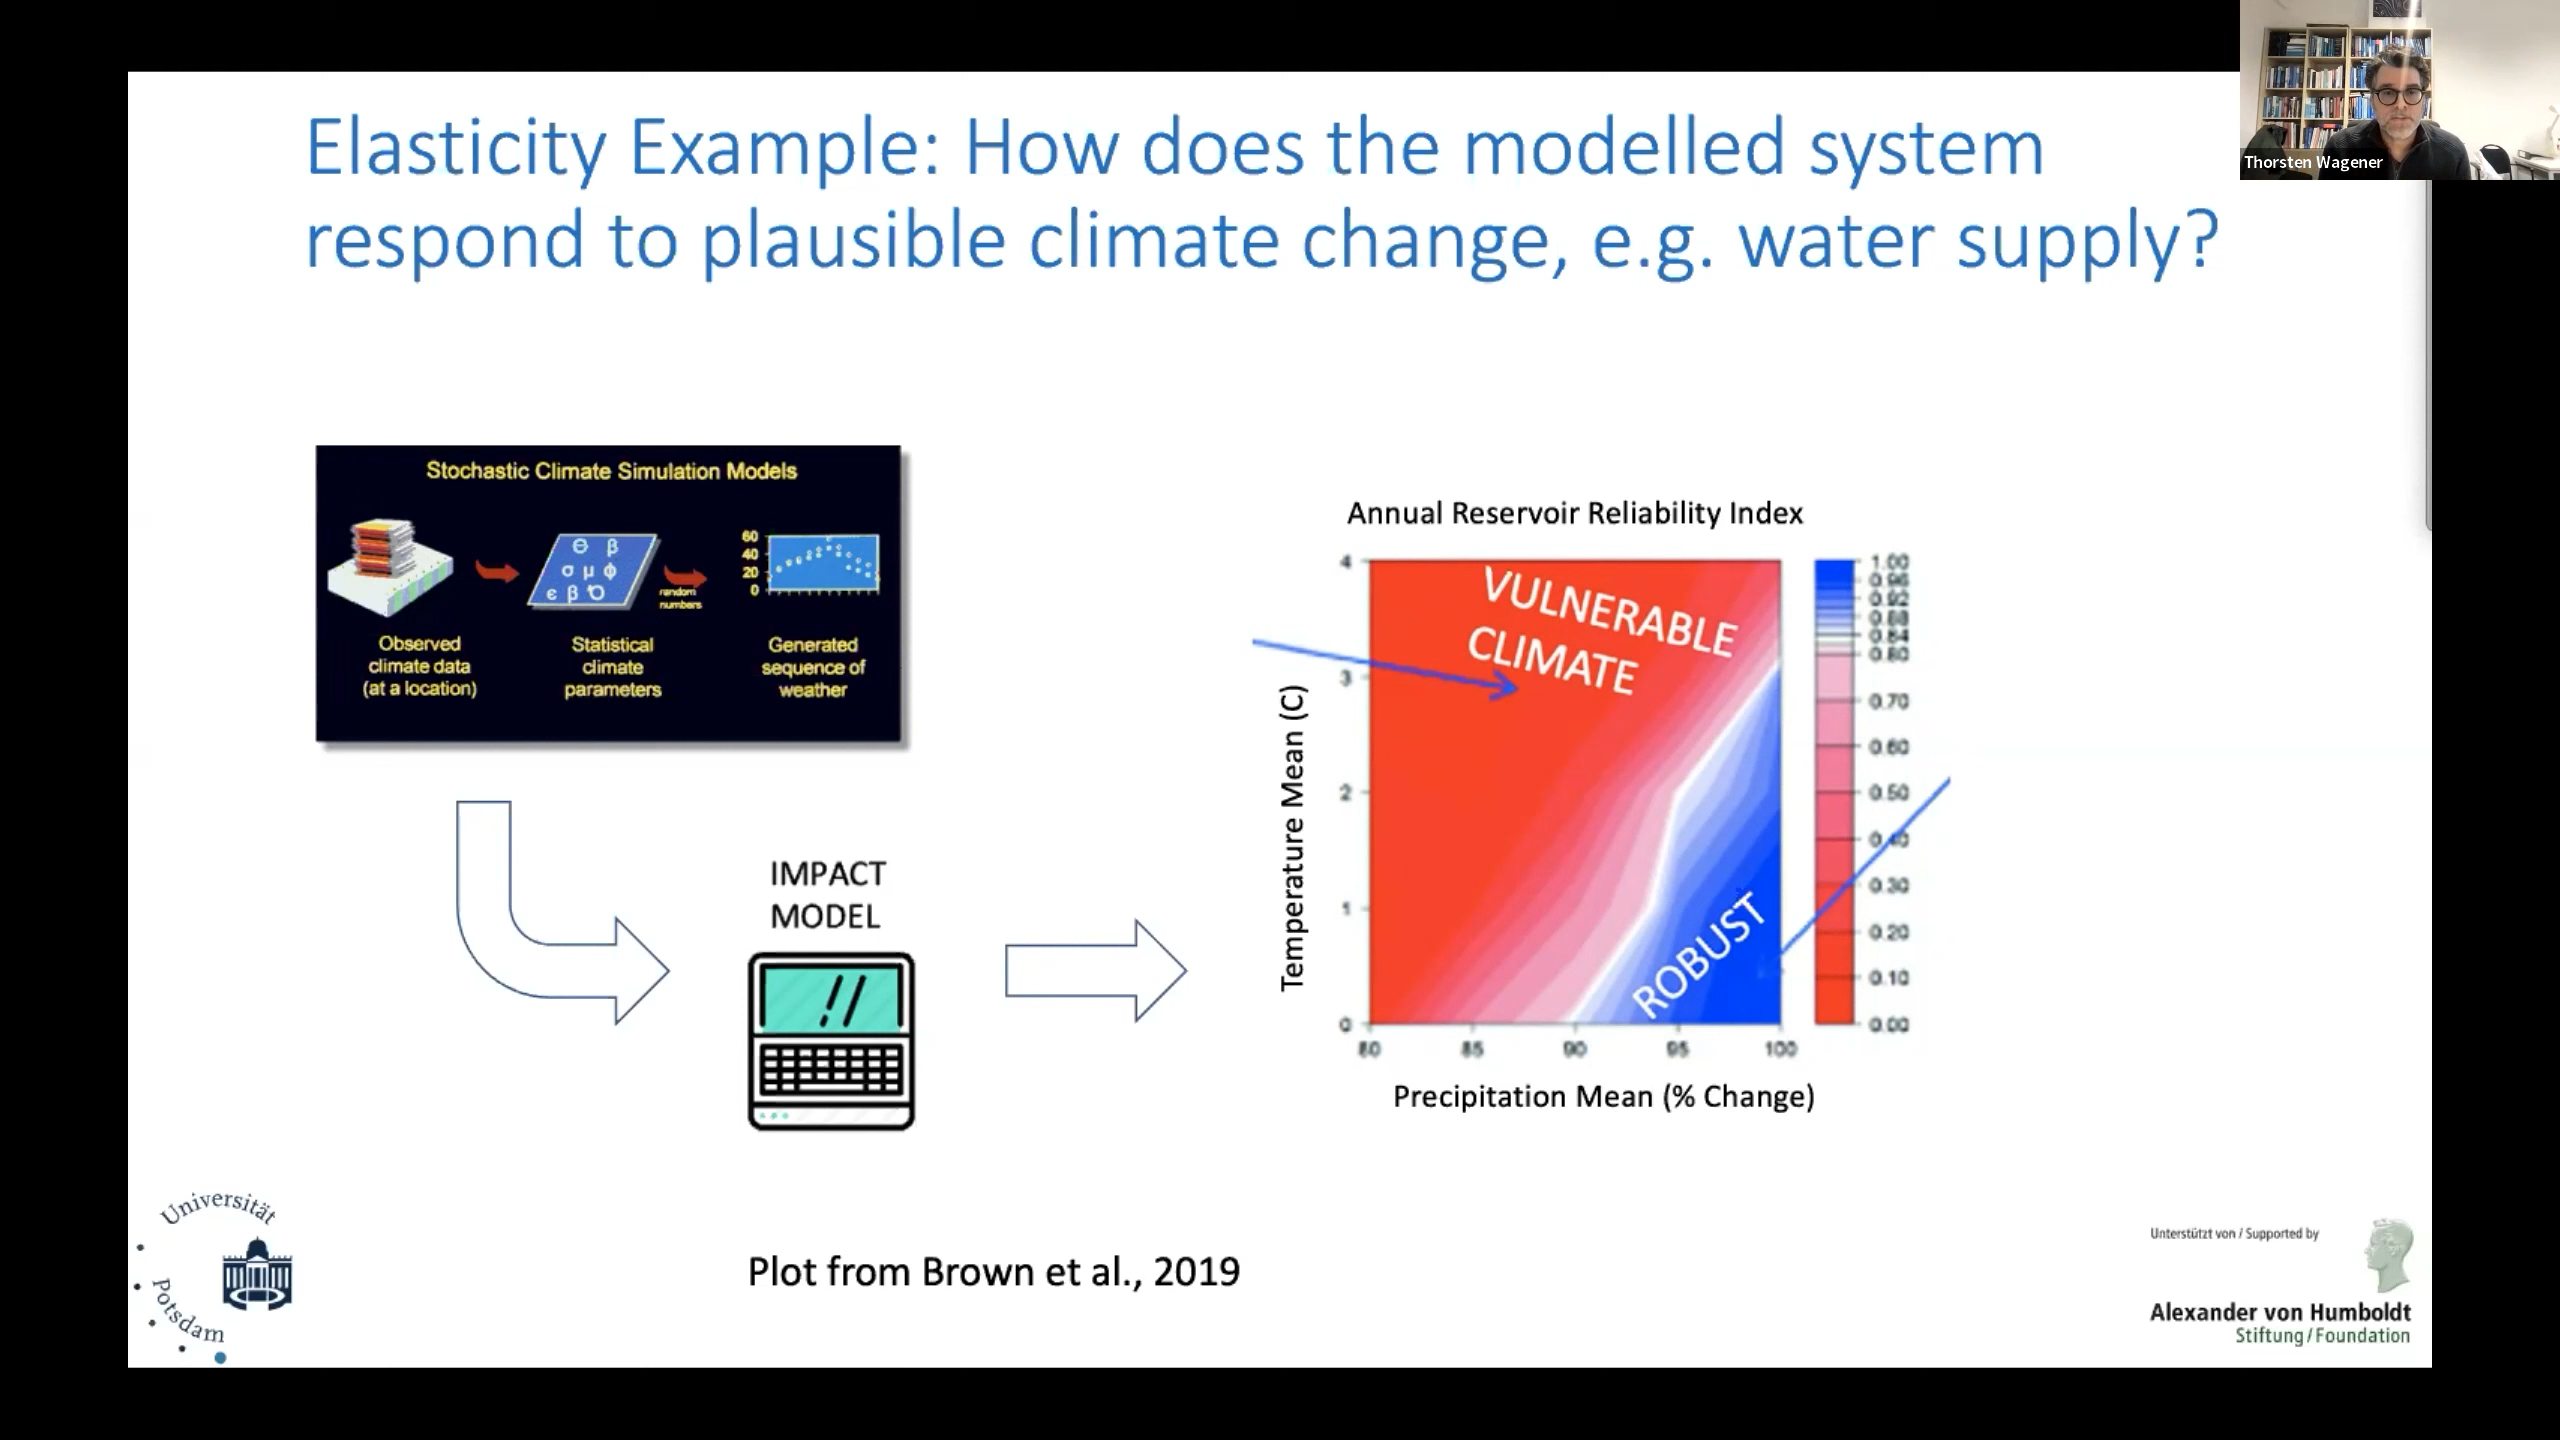 Thorsten Wagener
Elasticity Example: How does the modelled system
respond to plausible climate change, e.g. water supply?
Stochastic Climate Simulation Models
Θ β
σ μ ϕ
60
40
20
0
random
numbers
Observed
climate data
(at a location)
Statistical
climate
parameters
Generated
sequence of
weather
IMPACT
MODEL
Annual Reservoir Reliability Index
VULNERABLE
CLIMATE
ROBUST
Temperature Mean (C)
4
3
2
1
0
80 85 90 95 100
Precipitation Mean (% Change)
1.00
0.96
0.92
0.88
0.84
0.80
0.70
0.60
0.50
0.40
0.30
0.20
0.10
0.00
Plot from Brown et al., 2019
Universität
Potsdam
Unterstützt von / Supported by
Alexander von Humboldt
Stiftung/Foundation